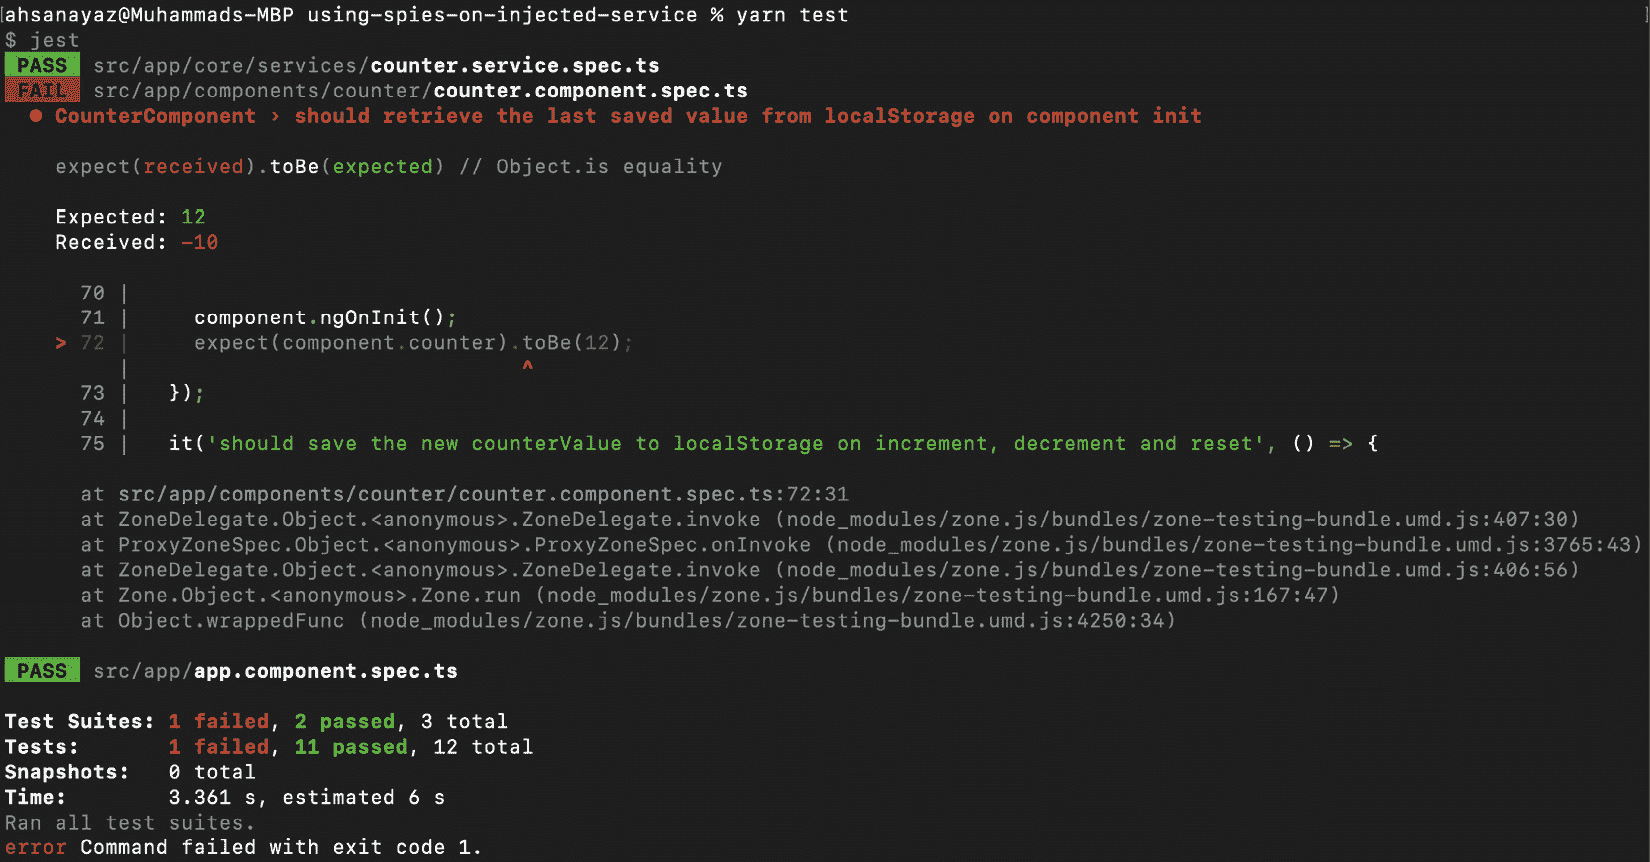 [ahsanayaz@Muhammads-MBP using-spies-on-injected-service % yarn test ]
$ jest
PASS src/app/core/services/counter.service.spec.ts
FAIL src/app/components/counter/counter.component.spec.ts
● CounterComponent › should retrieve the last saved value from localStorage on component init
expect(received).toBe(expected) // Object.is equality
Expected: 12
Received: -10
70 |
71 | component.ngOnInit();
> 72 | expect(component.counter).toBe(12);
| ^
73 | });
74 |
75 | it('should save the new counterValue to localStorage on increment, decrement and reset', () => {
at src/app/components/counter/counter.component.spec.ts:72:31
at ZoneDelegate.Object.<anonymous>.ZoneDelegate.invoke (node_modules/zone.js/bundles/zone-testing-bundle.umd.js:407:30)
at ProxyZoneSpec.Object.<anonymous>.ProxyZoneSpec.onInvoke (node_modules/zone.js/bundles/zone-testing-bundle.umd.js:3765:43)
at ZoneDelegate.Object.<anonymous>.ZoneDelegate.invoke (node_modules/zone.js/bundles/zone-testing-bundle.umd.js:406:56)
at Zone.Object.<anonymous>.Zone.run (node_modules/zone.js/bundles/zone-testing-bundle.umd.js:167:47)
at Object.wrappedFunc (node_modules/zone.js/bundles/zone-testing-bundle.umd.js:4250:34)
PASS src/app/app.component.spec.ts
Test Suites: 1 failed, 2 passed, 3 total
Tests: 1 failed, 11 passed, 12 total
Snapshots: 0 total
Time: 3.361 s, estimated 6 s
Ran all test suites.
error Command failed with exit code 1.